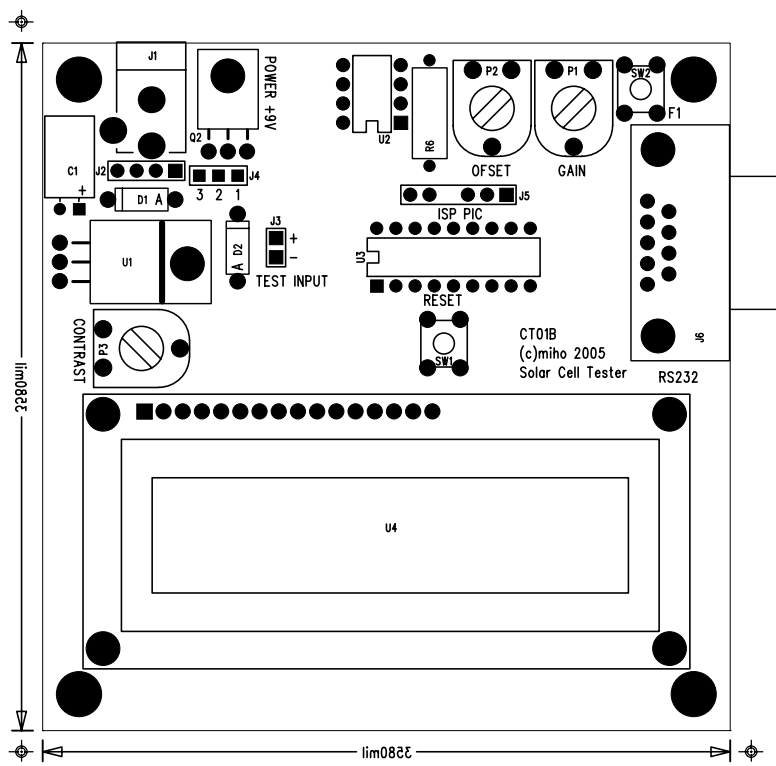 J1
POWER +9V
Q2
P2
P1
SW2
F1
U2
R6
OFSET
GAIN
C1
+
J2
J4
3 2 1
D1 A
J5
ISP PIC
J3
+
-
D2
A
TEST INPUT
U1
U3
RESET
CONTRAST
P3
SW1
CT01B
(c)miho 2005
Solar Cell Tester
J6
RS232
3580mil
U4
3580mil